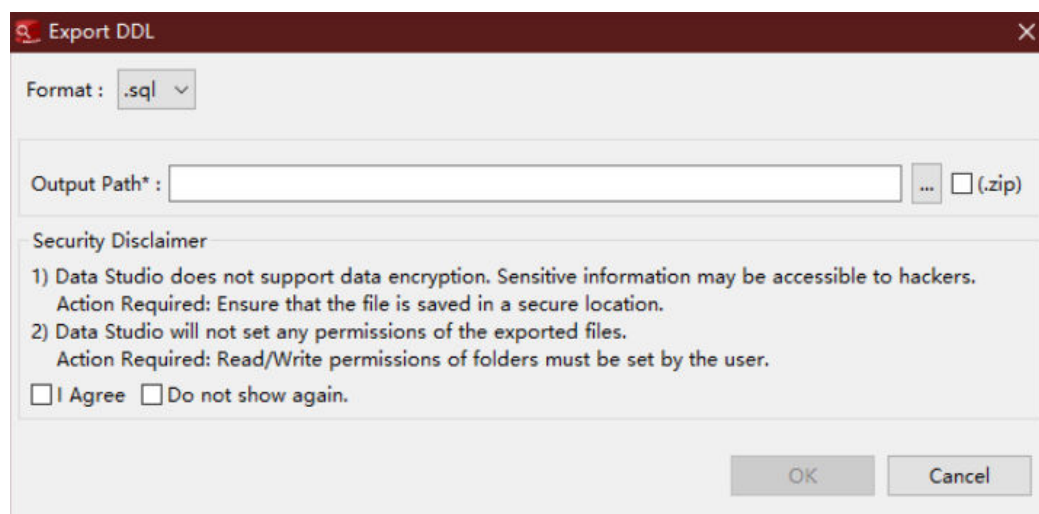 Export DDL
Format : .sql
Output Path* : ... (.zip)
Security Disclaimer
1) Data Studio does not support data encryption. Sensitive information may be accessible to hackers.
Action Required: Ensure that the file is saved in a secure location.
2) Data Studio will not set any permissions of the exported files.
Action Required: Read/Write permissions of folders must be set by the user.
I Agree Do not show again.
OK Cancel